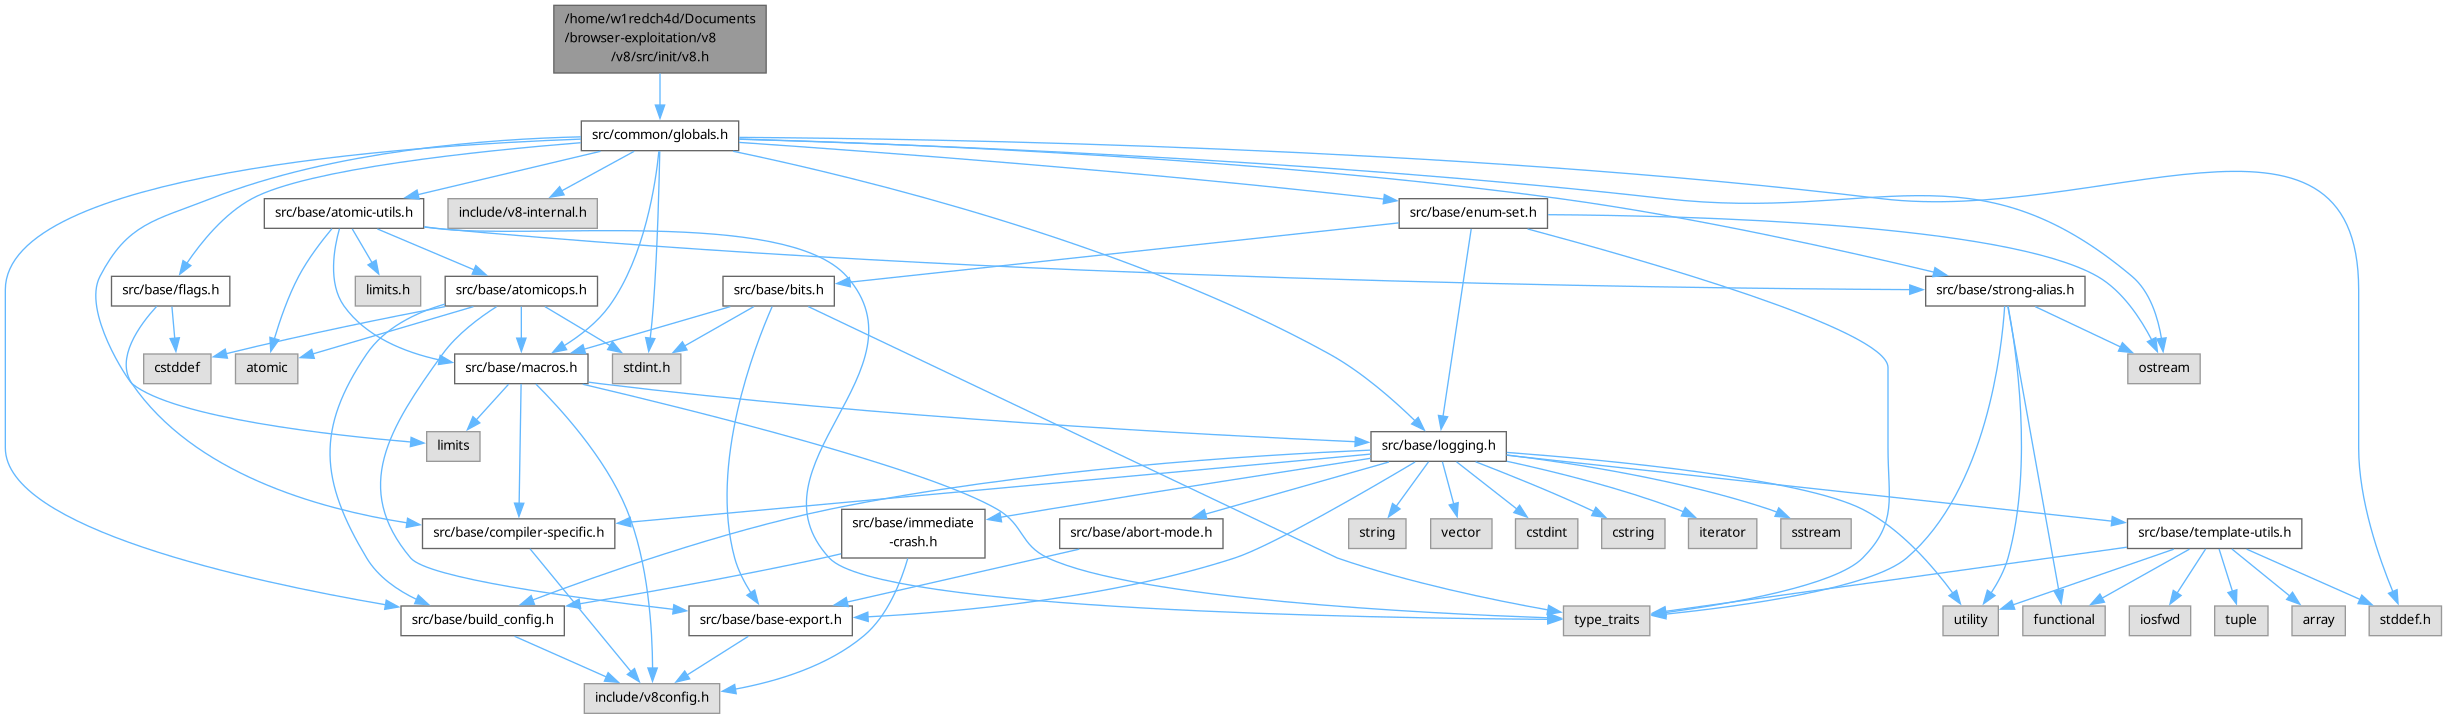 /home/w1redch4d/Documents
/browser-exploitation/v8
/v8/src/init/v8.h
src/common/globals.h
src/base/atomic-utils.h
include/v8-internal.h
src/base/enum-set.h
src/base/flags.h
limits.h
src/base/atomicops.h
src/base/bits.h
src/base/strong-alias.h
cstddef
atomic
src/base/macros.h
stdint.h
ostream
limits
src/base/logging.h
src/base/compiler-specific.h
src/base/immediate
-crash.h
src/base/abort-mode.h
string
vector
cstdint
cstring
iterator
sstream
src/base/template-utils.h
src/base/build_config.h
src/base/base-export.h
type_traits
utility
functional
iosfwd
tuple
array
stddef.h
include/v8config.h